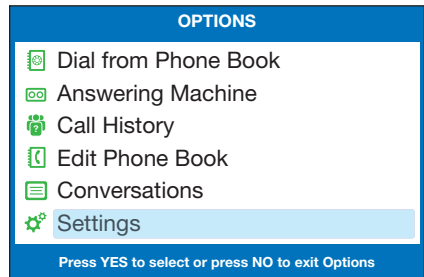 OPTIONS
Dial from Phone Book
Answering Machine
Call History
Edit Phone Book
Conversations
Settings
Press YES to select or press NO to exit Options